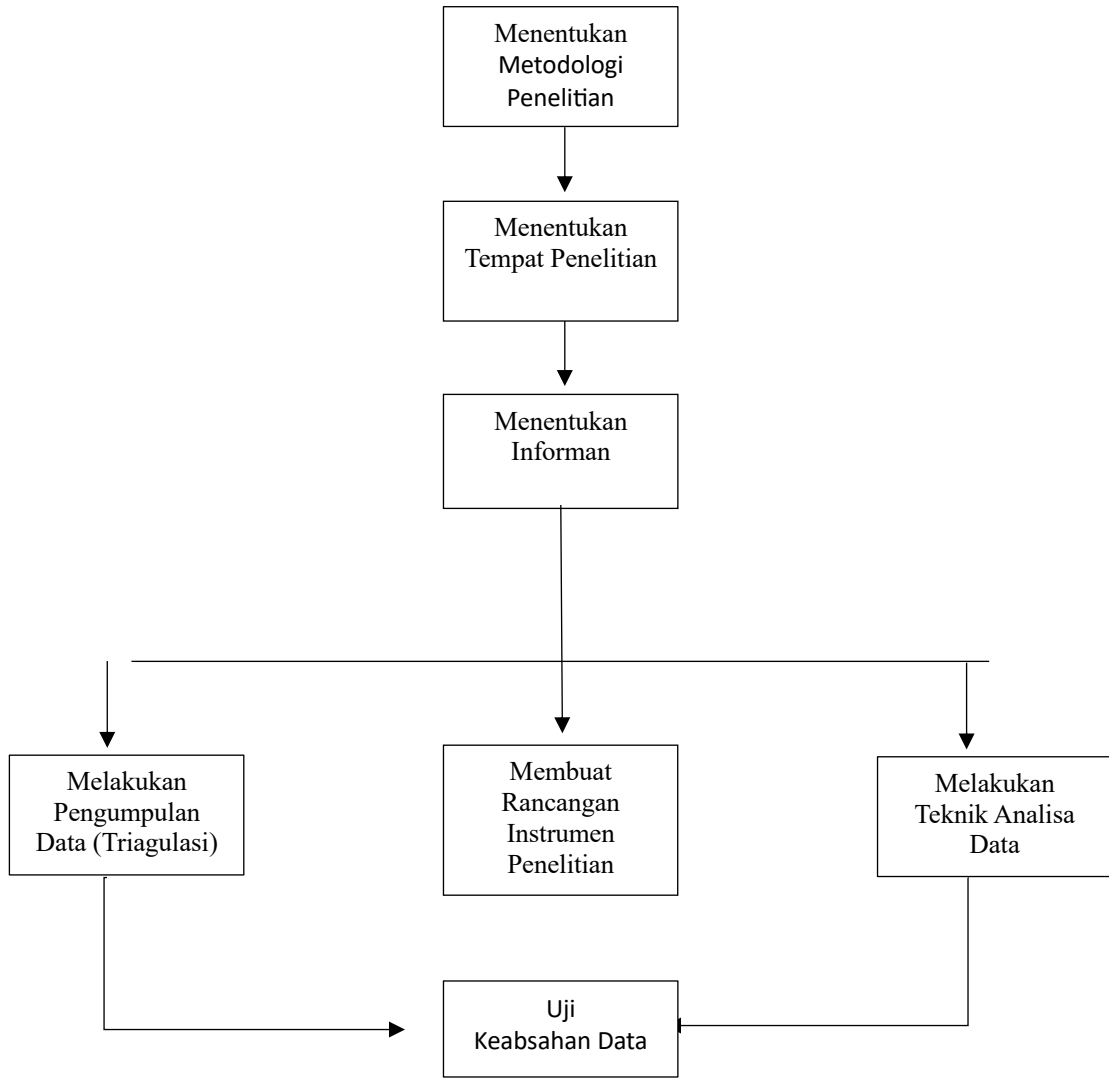 Menentukan
Metodologi
Penelitian
Menentukan
Tempat Penelitian
Menentukan
Informan
Melakukan
Pengumpulan
Data (Triagulasi)
Membuat
Rancangan
Instrumen
Penelitian
Melakukan
Teknik Analisa
Data
Uji
Keabsahan Data